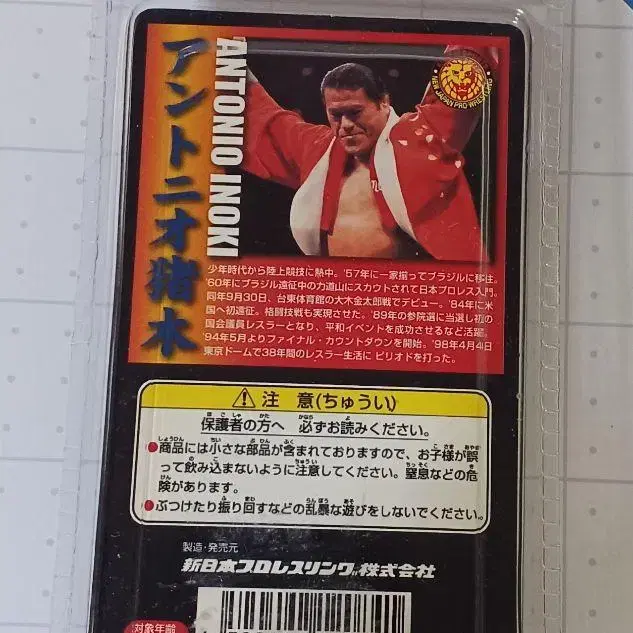 アントニオ猪木
ANTONIO INOKI
NEW JAPAN PRO-WRESTLING
少年時代から陸上競技に熱中。'57年に一家揃ってブラジルに移住。
'60年にブラジル遠征中の力道山にスカウトされて日本プロレス入門。
同年9月30日、台東体育館の大木金太郎戦でデビュー。'84年に米
国へ初遠征。格闘技戦も実現させた。'89年の参院選に当選し初の
国会議員レスラーとなり、平和イベントを成功させるなど活躍。
'94年5月よりファイナル・カウントダウンを開始。'98年4月4日
東京ドームで38年間のレスラー生活に ピリオドを打った。
注 意(ちゅうい)
保護者の方へ 必ずお読みください。
●商品には小さな部品が含まれておりますので、お子様が誤
って飲み込まないように注意してください。窒息などの危
険があります。
●ぶつけたり振り回すなどの乱暴な遊びをしないでください。
製造・発売元
新日本プロレスリング株式会社
対象年齢